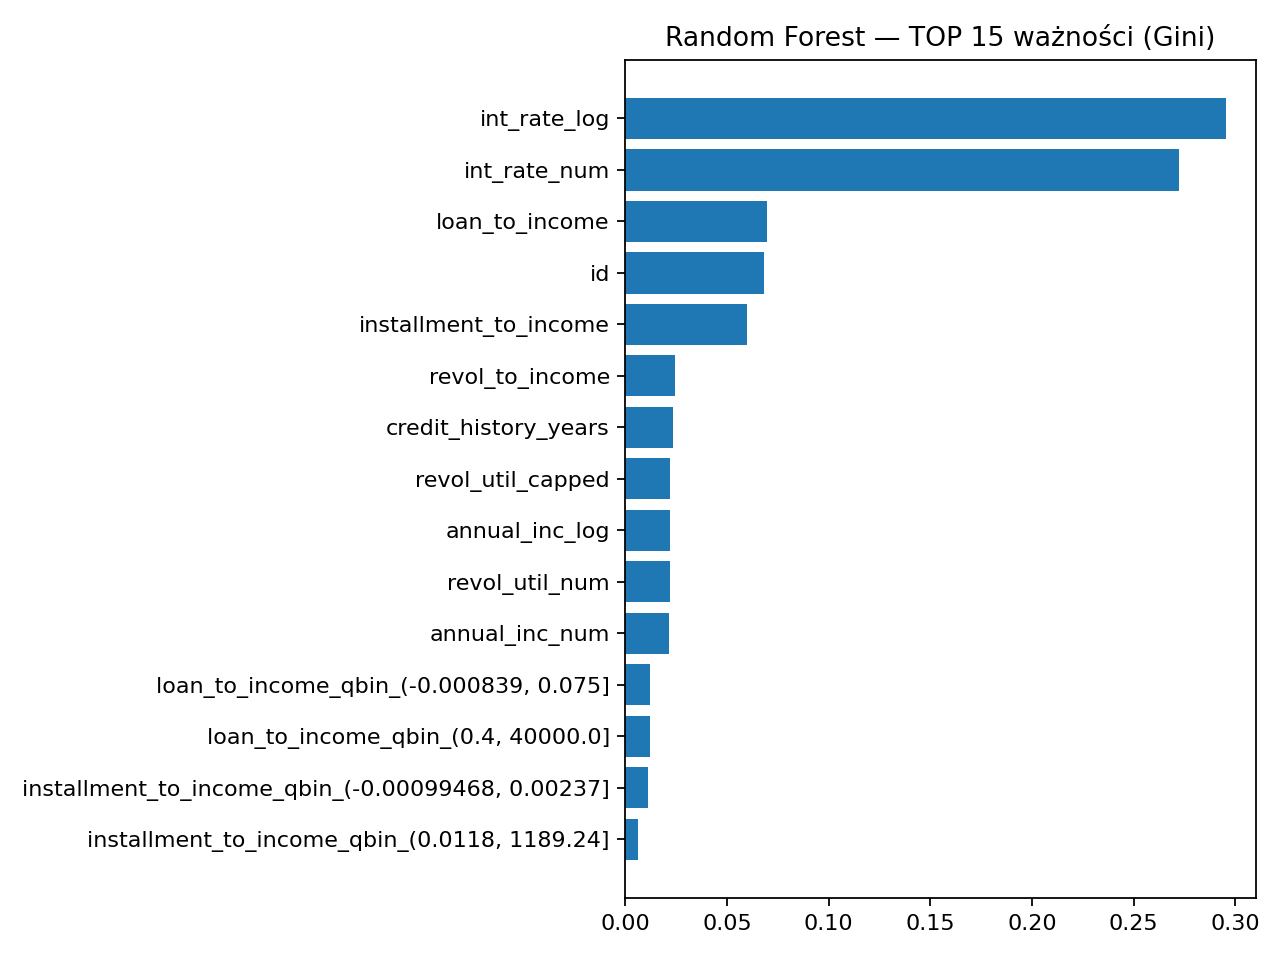 Random Forest — TOP 15 ważności (Gini)
int_rate_log
int_rate_num
loan_to_income
id
installment_to_income
revol_to_income
credit_history_years
revol_util_capped
annual_inc_log
revol_util_num
annual_inc_num
loan_to_income_qbin_(-0.000839, 0.075]
loan_to_income_qbin_(0.4, 40000.0]
installment_to_income_qbin_(-0.00099468, 0.00237]
installment_to_income_qbin_(0.0118, 1189.24]
0.00 0.05 0.10 0.15 0.20 0.25 0.30